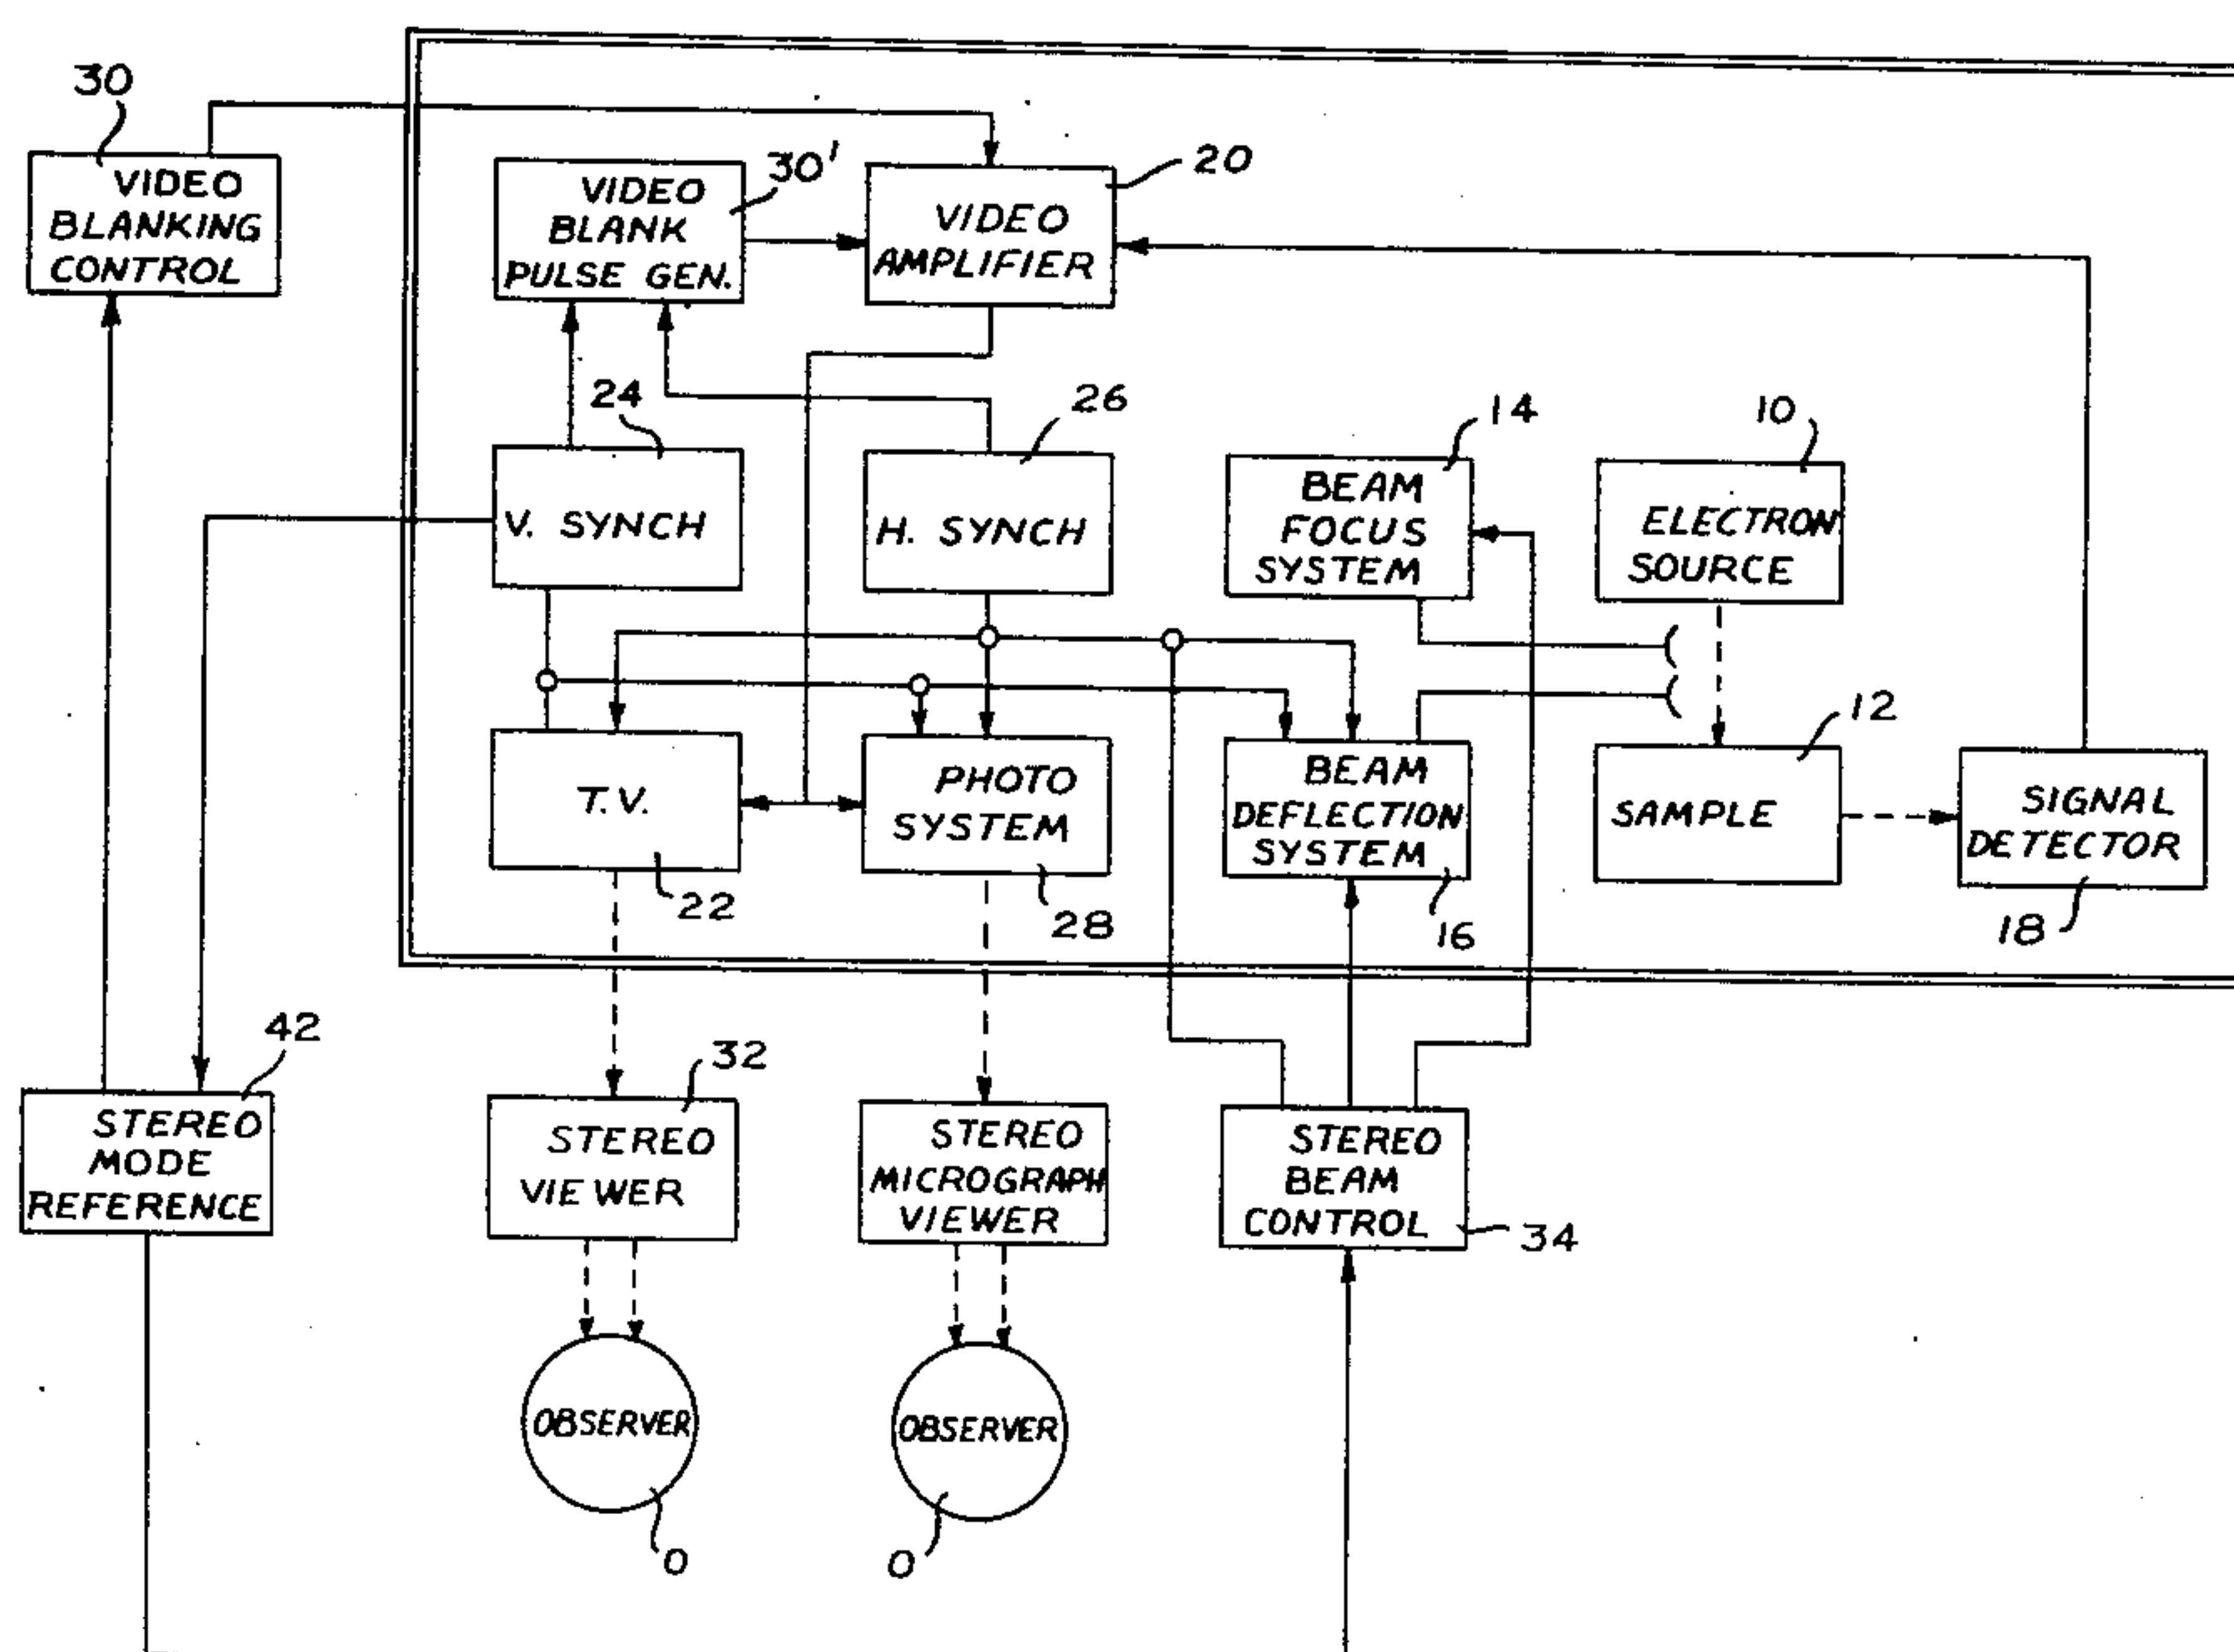 30
VIDEO
BLANKING
CONTROL
VIDEO
BLANK
PULSE GEN.
30'
VIDEO
AMPLIFIER
20
24
V. SYNCH
26
H. SYNCH
14
BEAM
FOCUS
SYSTEM
10
ELECTRON
SOURCE
T.V.
22
PHOTO
SYSTEM
28
BEAM
DEFLECTION
SYSTEM
16
12
SAMPLE
SIGNAL
DETECTOR
18
42
STEREO
MODE
REFERENCE
32
STEREO
VIEWER
STEREO
MICROGRAPH
VIEWER
STEREO
BEAM
CONTROL
34
OBSERVER
O
OBSERVER
O